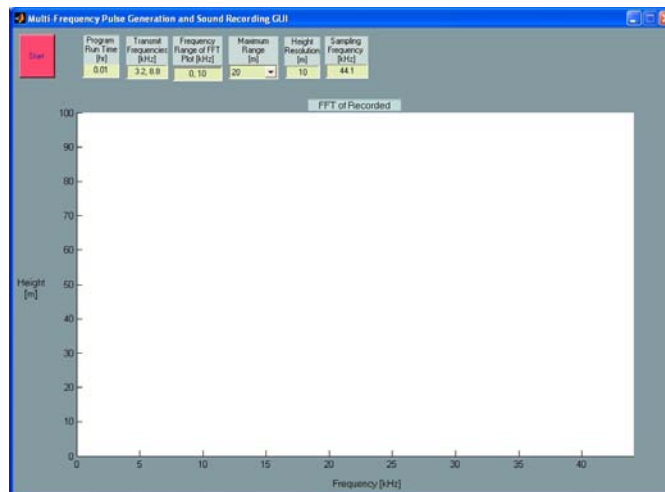 Multi-Frequency Pulse Generation and Sound Recording GUI
Start
Program
Run Time
[hr]
0.01
Transmit
Frequencies
[kHz]
3.2, 8.8
Frequency
Range of FFT
Plot [kHz]
0, 10
Maximum
Range
[m]
20
Height
Resolution
[m]
10
Sampling
Frequency
[kHz]
44.1
FFT of Recorded
100
90
80
70
60
50
40
30
20
10
0
Height
[m]
0 5 10 15 20 25 30 35 40
Frequency [kHz]